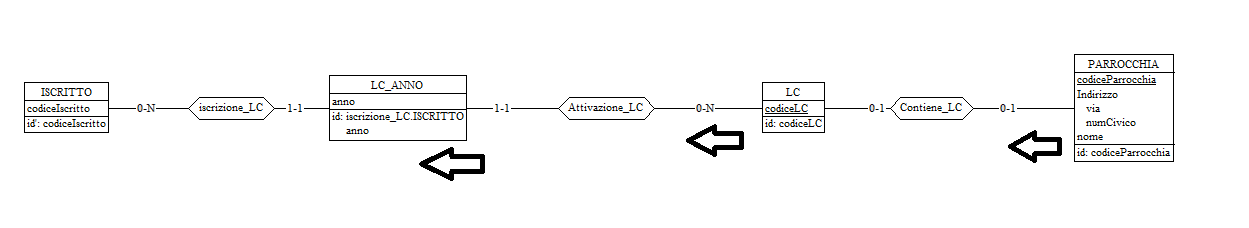 ISCRITTO
codiceIscritto
id': codiceIscritto
0-N
iscrizione_LC
1-1
LC_ANNO
anno
id: iscrizione_LC.ISCRITTO
anno
1-1
Attivazione_LC
0-N
LC
codiceLC
id: codiceLC
0-1
Contiene_LC
0-1
PARROCCHIA
codiceParrocchia
Indirizzo
via
numCivico
nome
id: codiceParrocchia